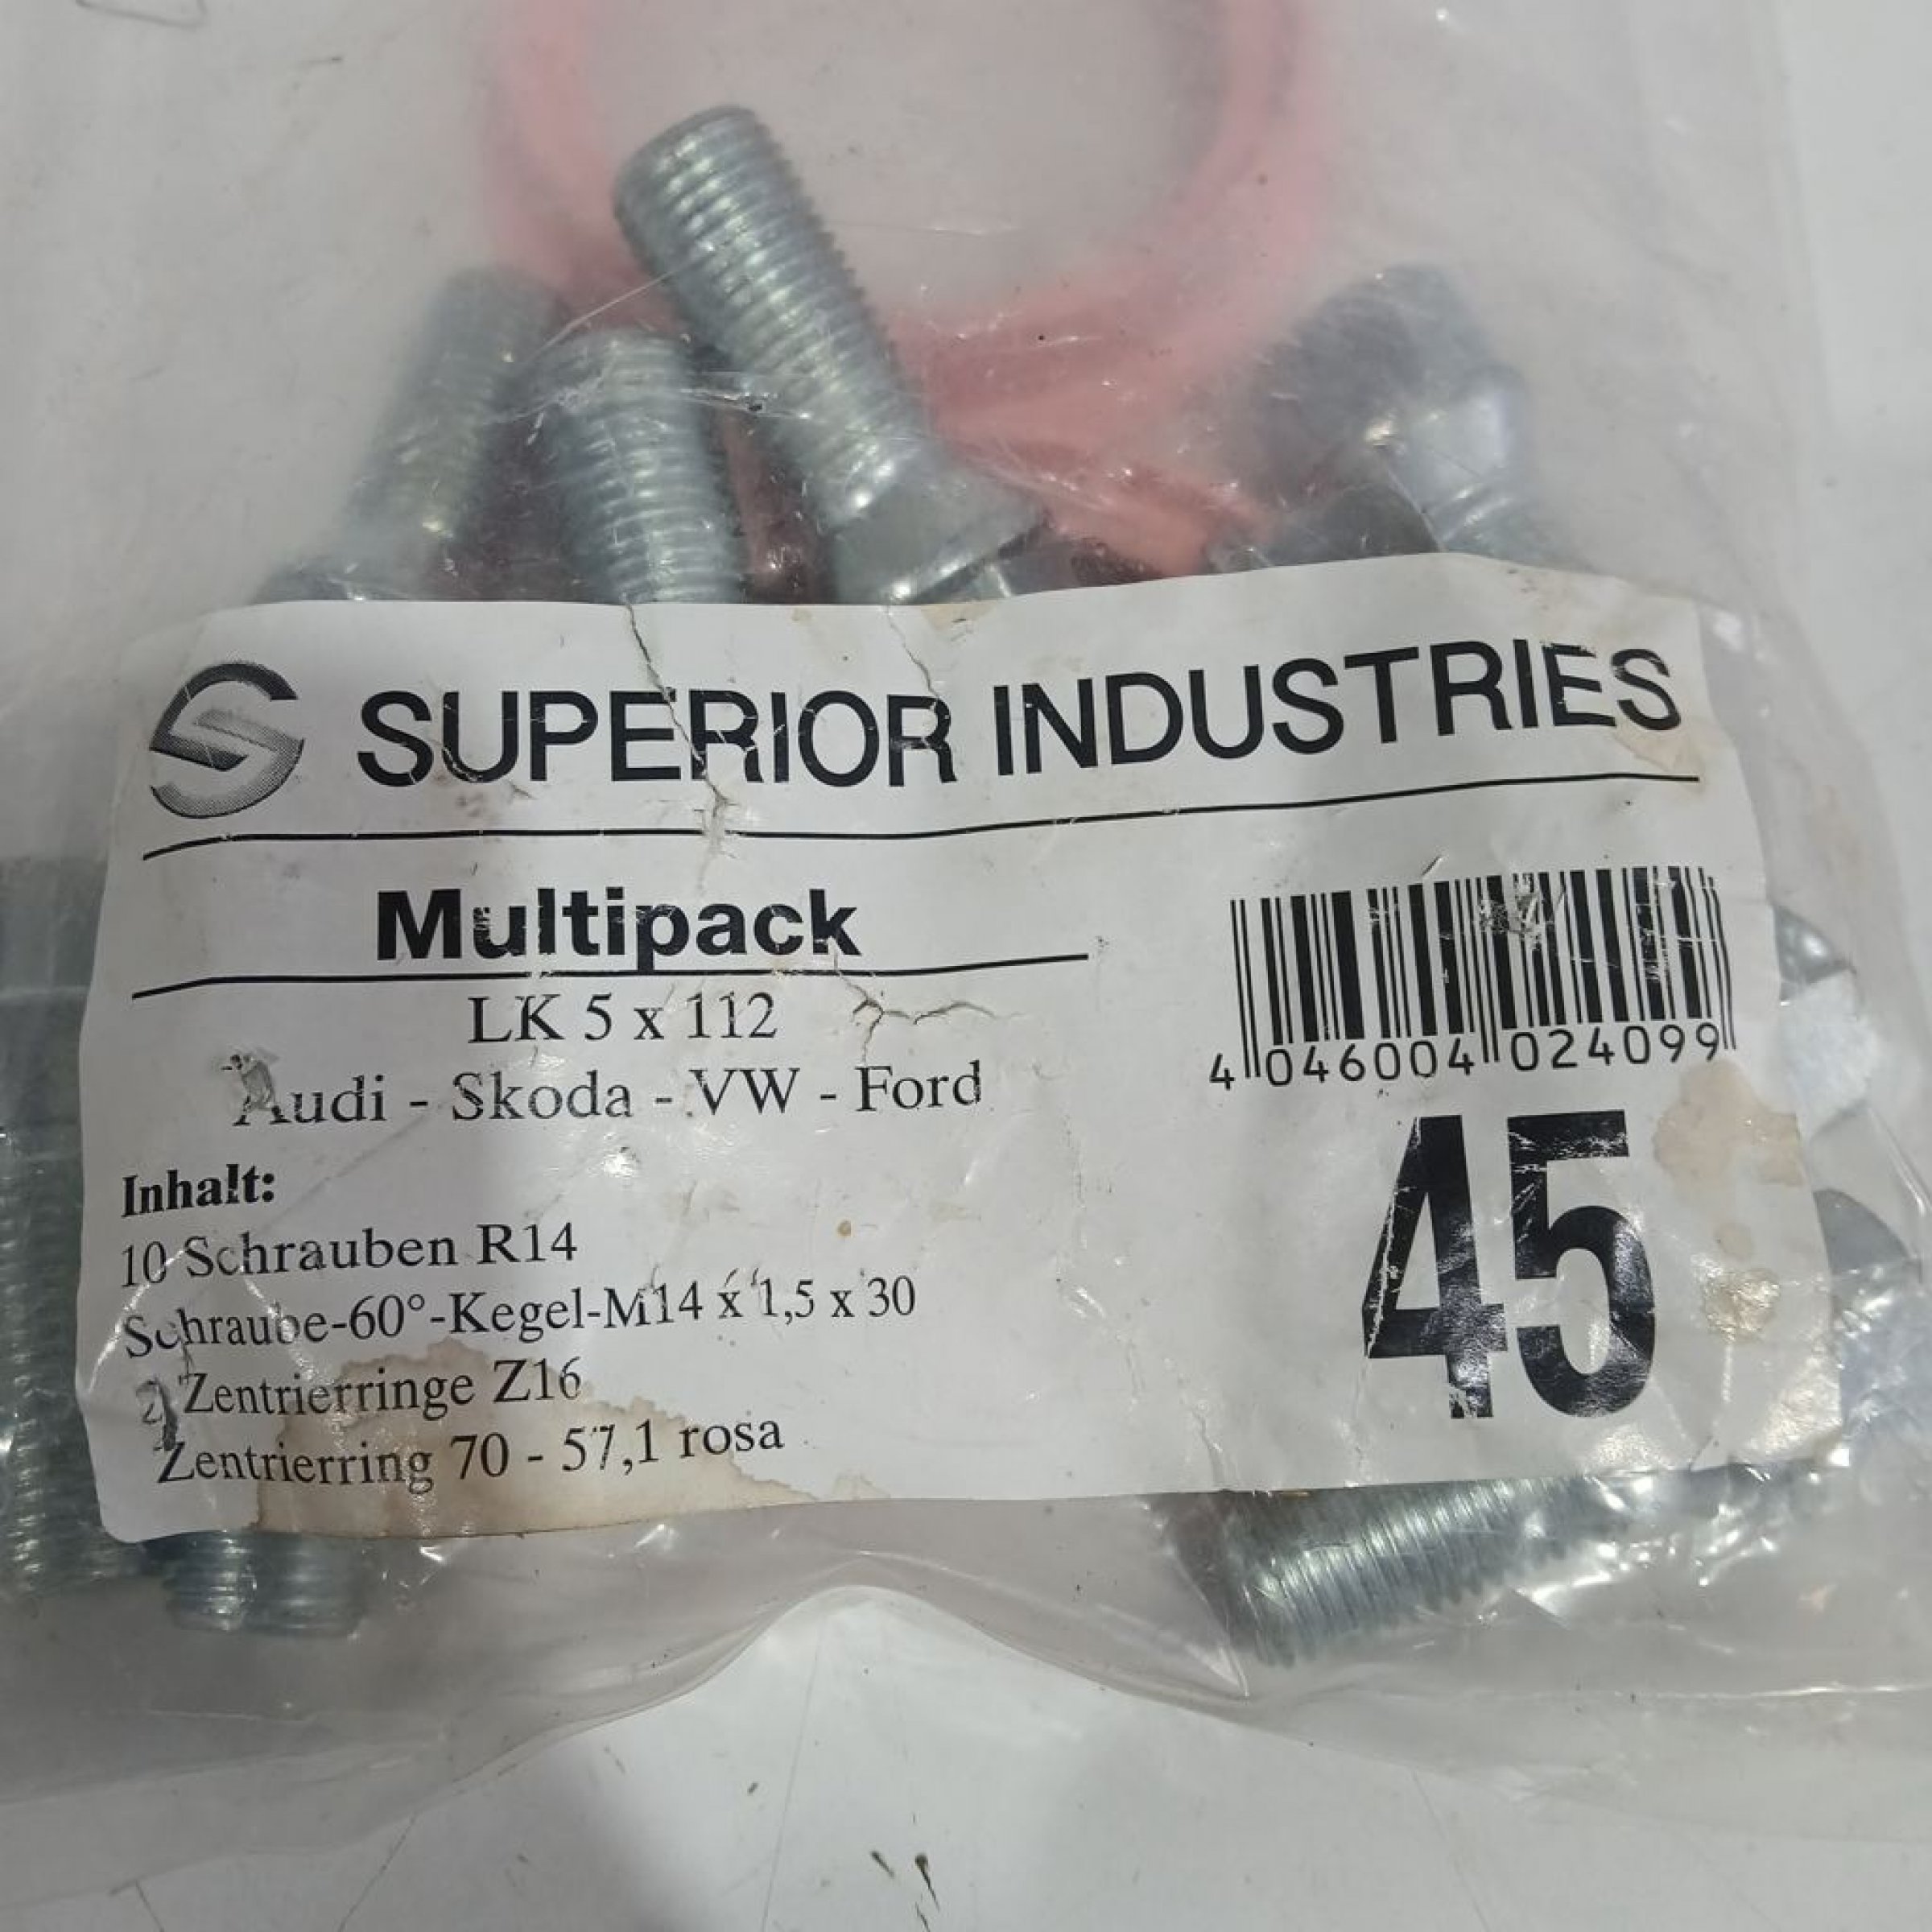 SUPERIOR INDUSTRIES
Multipack
LK 5 x 112
Audi - Skoda - VW - Ford
4 046004 024099
45
Inhalt:
10 Schrauben R14
Schraube-60°-Kegel-M14 x 1,5 x 30
2 Zentrierringe Z16
Zentrierring 70 - 57,1 rosa